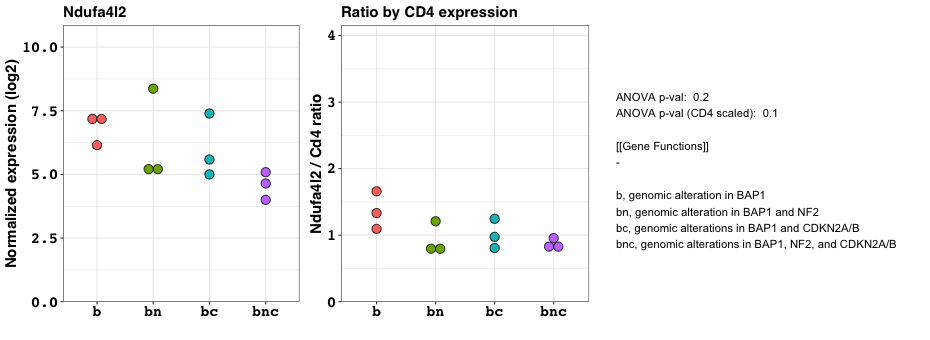 Ndufa4l2
Normalized expression (log2)
10.0
7.5
5.0
2.5
0.0
b bn bc bnc
Ratio by CD4 expression
Ndufa4l2 / Cd4 ratio
4
3
2
1
0
b bn bc bnc
ANOVA p-val:  0.2
ANOVA p-val (CD4 scaled):  0.1
[[Gene Functions]]
-
b, genomic alteration in BAP1
bn, genomic alteration in BAP1 and NF2
bc, genomic alterations in BAP1 and CDKN2A/B
bnc, genomic alterations in BAP1, NF2, and CDKN2A/B